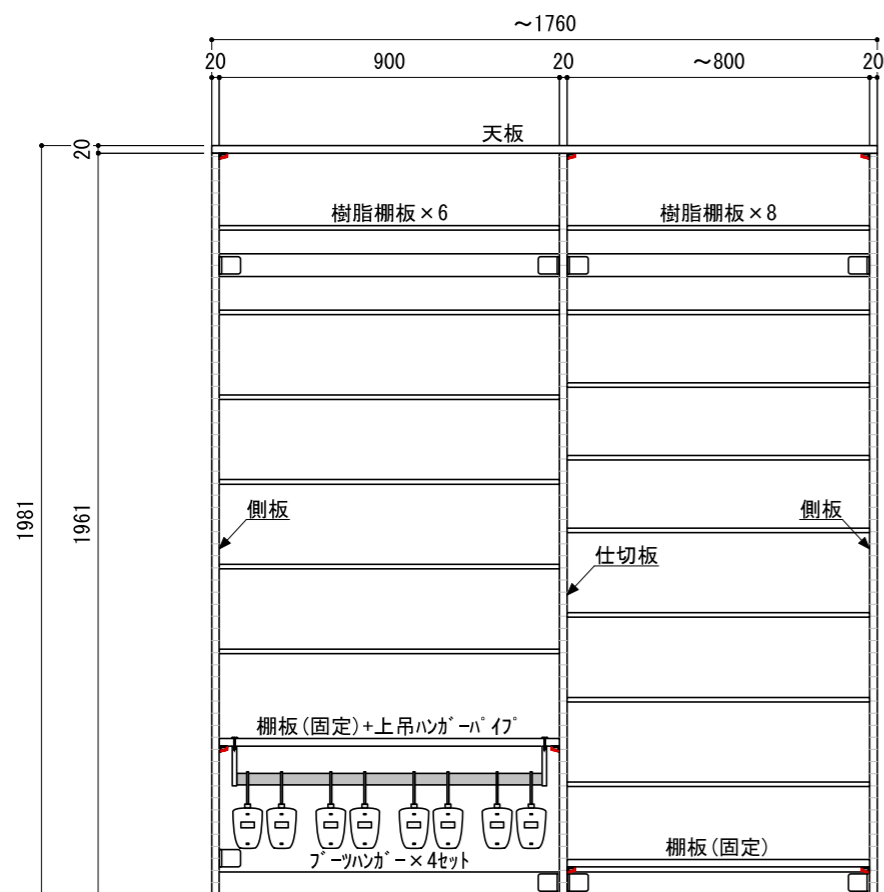 ～1760
20 900 20 ～800 20
天板
20
樹脂棚板×6 樹脂棚板×8
1981
1961
側板 側板
仕切板
棚板(固定)+上吊ﾊﾝｶﾞｰﾊﾟｲﾌﾟ
棚板(固定)
ﾌﾞｰﾂﾊﾝｶﾞｰ×4ｾｯﾄ